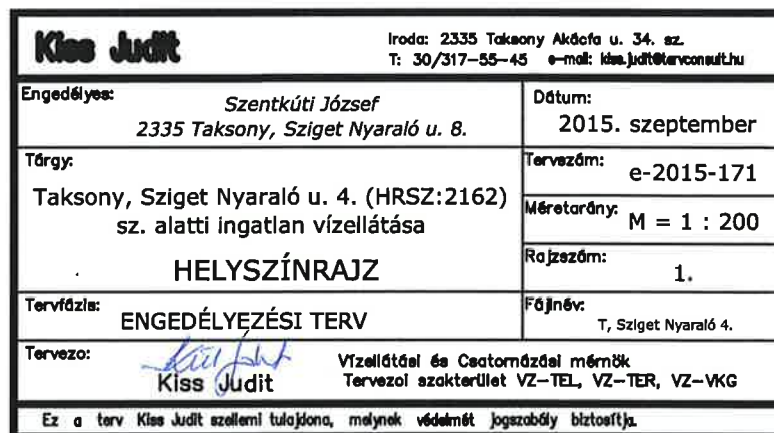 Kiss Judit
Iroda: 2335 Taksony Akácfa u. 34. sz.
T: 30/317-55-45 e-mail: kiss.judit@tervconsult.hu
Engedélyes:
Szentkúti József
2335 Taksony, Sziget Nyaraló u. 8.
Dátum:
2015. szeptember
Tárgy:
Taksony, Sziget Nyaraló u. 4. (HRSZ:2162)
sz. alatti ingatlan vízellátása
HELYSZÍNRAJZ
Tervszám:
e-2015-171
Méretarány:
M = 1 : 200
Rajzszám:
1.
Tervfázis:
ENGEDÉLYEZÉSI TERV
Fájlnév:
T, Sziget Nyaraló 4.
Tervezo:
Kiss Judit
Vízellátási és Csatornázási mérnök
Tervezoi szakterület VZ-TEL, VZ-TER, VZ-VKG
Ez a terv Kiss Judit szellemi tulajdona, melynek védelmét jogszabály biztosítja.